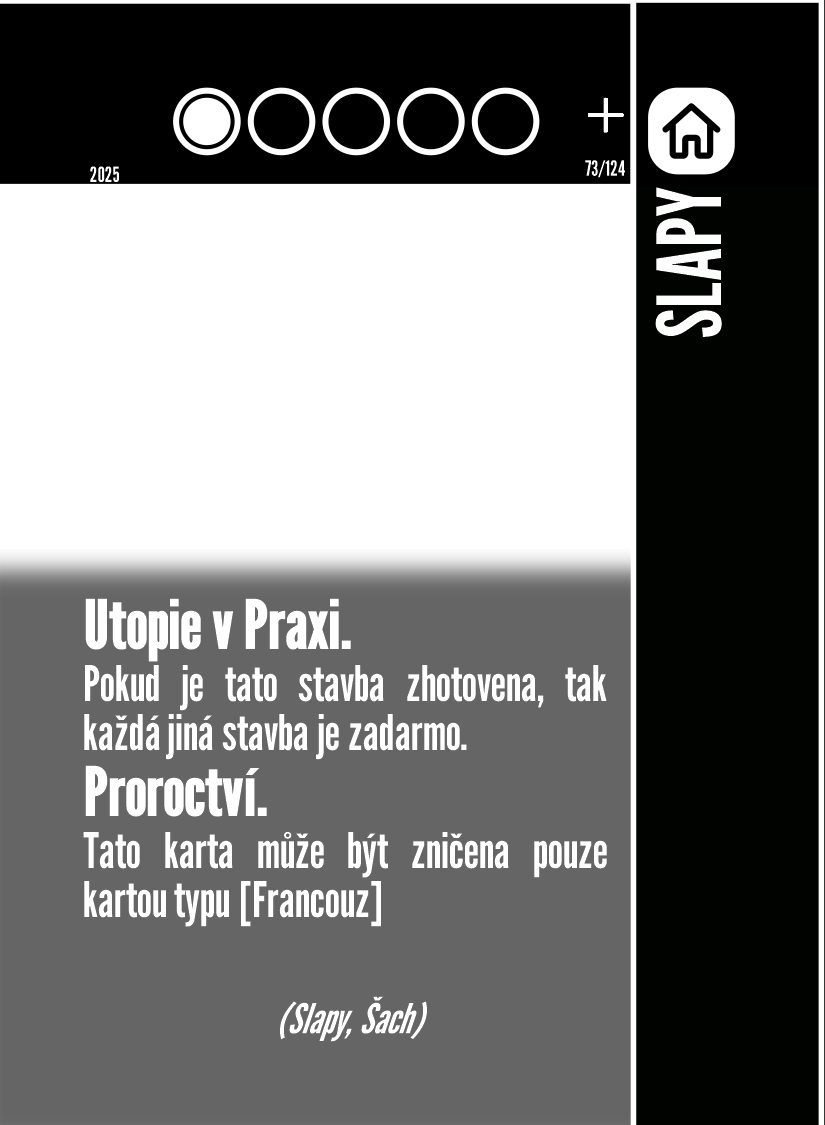 2025
73/124
SLAPY
Utopie v Praxi.
Pokud je tato stavba zhotovena, tak
každá jiná stavba je zadarmo.
Proroctví.
Tato karta může být zničena pouze
kartou typu [Francouz]
(Slapy, Šach)